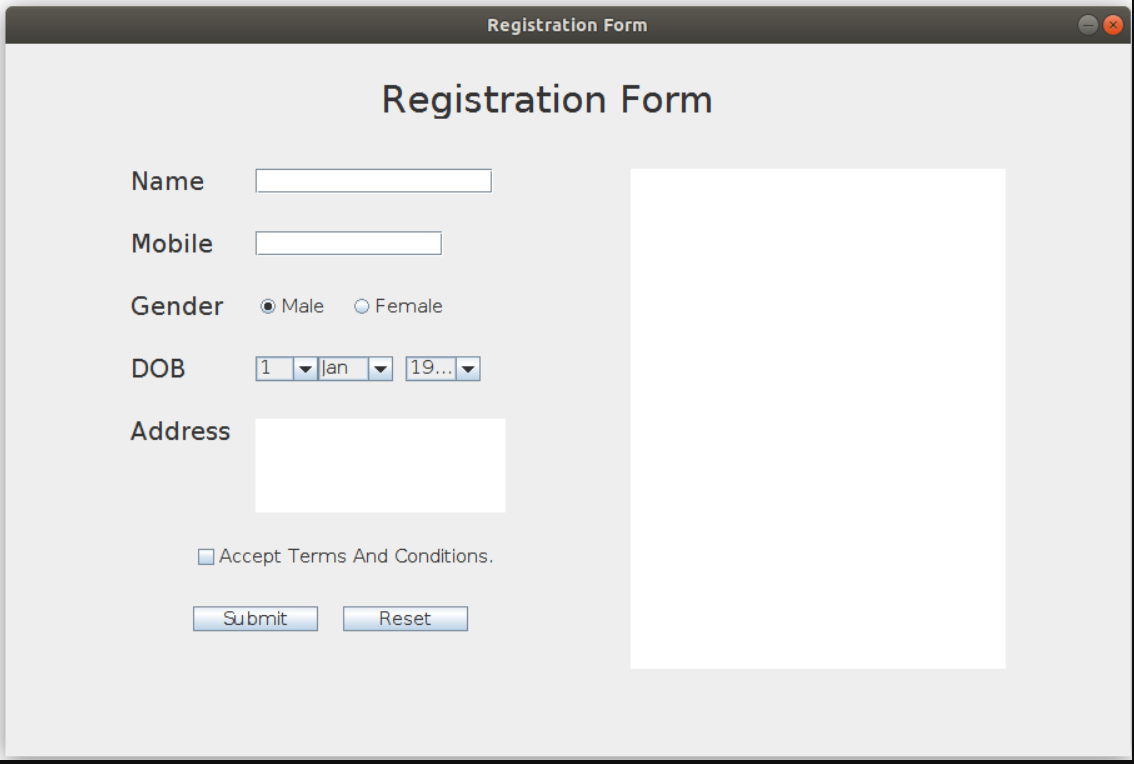 Registration Form
Registration Form
Name
Mobile
Gender Male Female
DOB 1 Jan 19...
Address
Accept Terms And Conditions.
Submit Reset